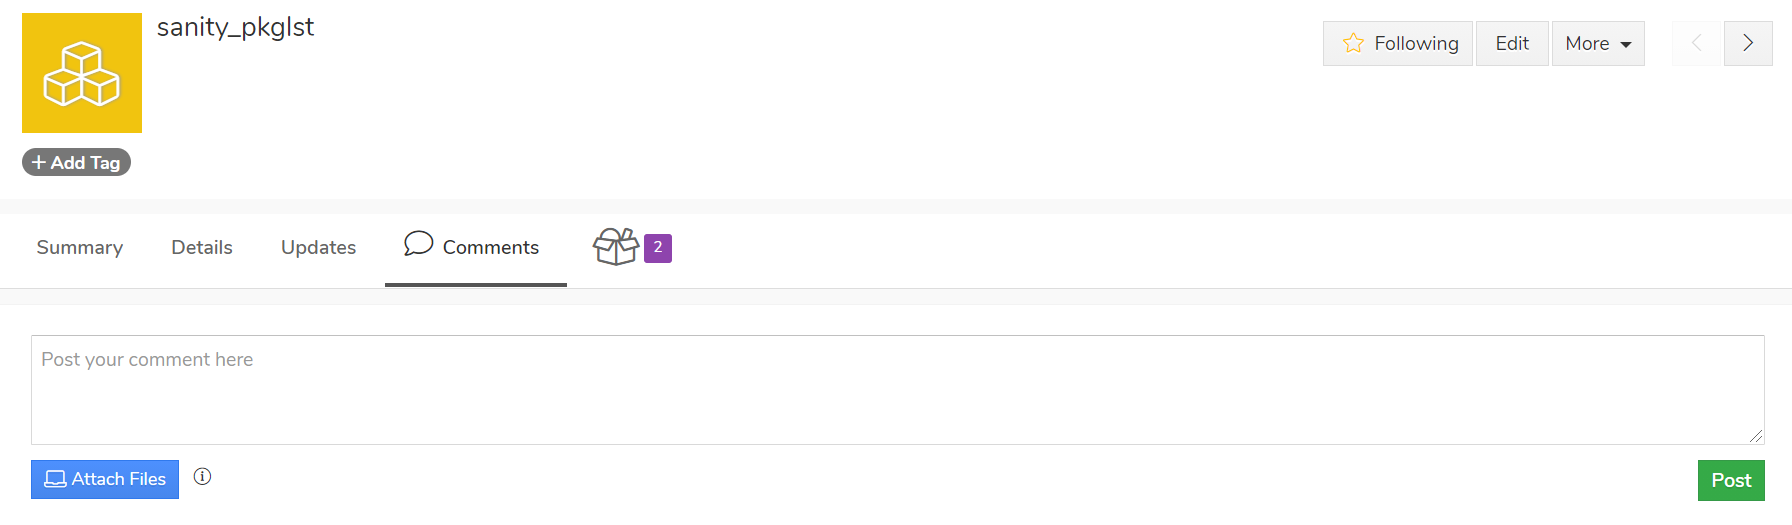 sanity_pkglst
Following Edit More
+ Add Tag
Summary Details Updates Comments 2
Post your comment here
Attach Files
Post